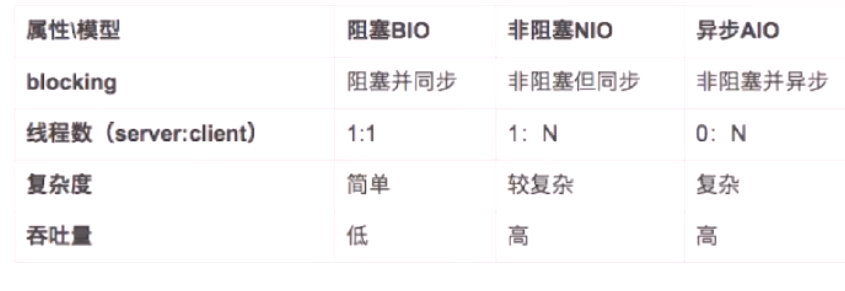 属性\模型 阻塞BIO 非阻塞NIO 异步AIO
blocking 阻塞并同步 非阻塞但同步 非阻塞并异步
线程数（server:client） 1:1 1：N 0：N
复杂度 简单 较复杂 复杂
吞吐量 低 高 高